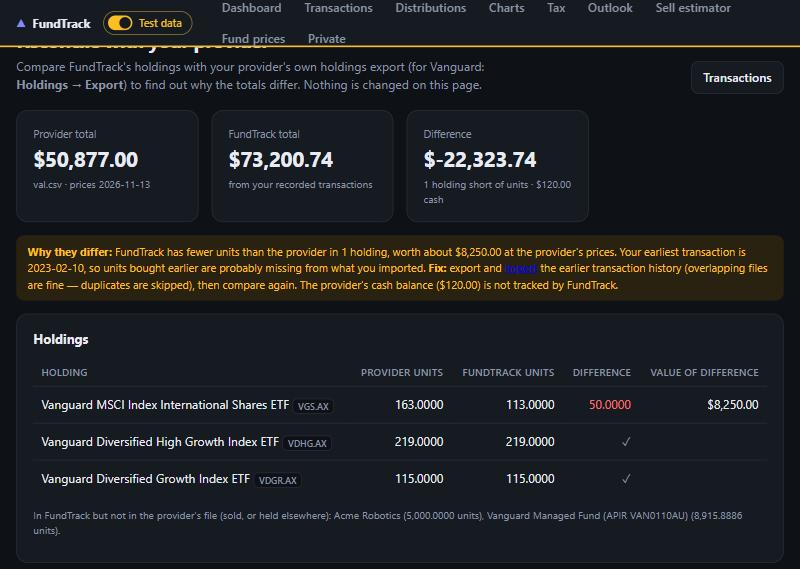 FundTrack
Test data
Dashboard Transactions Distributions Charts Tax Outlook Sell estimator
Fund prices Private
Compare FundTrack's holdings with your provider's own holdings export (for Vanguard:
Holdings → Export) to find out why the totals differ. Nothing is changed on this page.
Transactions
Provider total
$50,877.00
val.csv · prices 2026-11-13
FundTrack total
$73,200.74
from your recorded transactions
Difference
$-22,323.74
1 holding short of units · $120.00
cash
Why they differ: FundTrack has fewer units than the provider in 1 holding, worth about $8,250.00 at the provider's prices. Your earliest transaction is
2023-02-10, so units bought earlier are probably missing from what you imported. Fix: export and import the earlier transaction history (overlapping files
are fine — duplicates are skipped), then compare again. The provider's cash balance ($120.00) is not tracked by FundTrack.
Holdings
HOLDING PROVIDER UNITS FUNDTRACK UNITS DIFFERENCE VALUE OF DIFFERENCE
Vanguard MSCI Index International Shares ETF VGS.AX 163.0000 113.0000 50.0000 $8,250.00
Vanguard Diversified High Growth Index ETF VDHG.AX 219.0000 219.0000 ✓
Vanguard Diversified Growth Index ETF VDGR.AX 115.0000 115.0000 ✓
In FundTrack but not in the provider's file (sold, or held elsewhere): Acme Robotics (5,000.0000 units), Vanguard Managed Fund (APIR VAN0110AU) (8,915.8886
units).